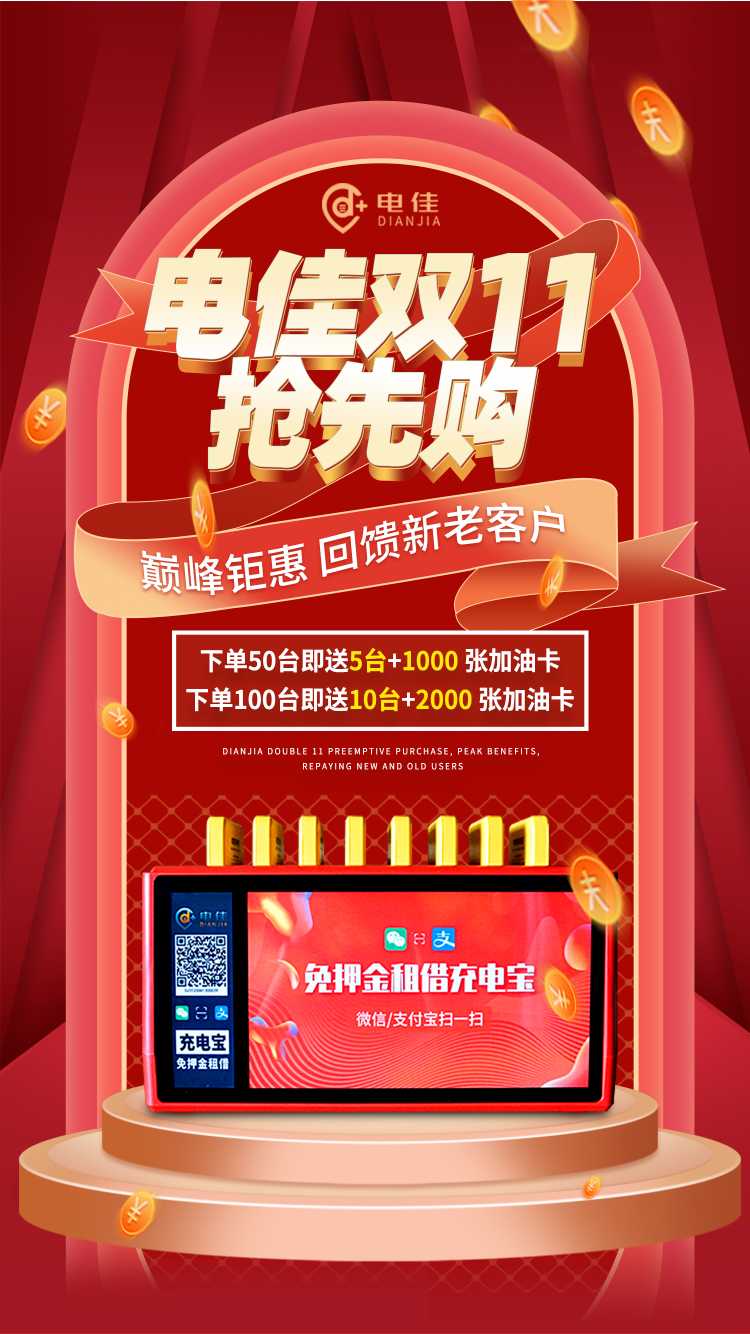 电佳
DIANJIA
电佳双11
抢先购
巅峰钜惠 回馈新老客户
下单50台即送5台+1000 张加油卡
下单100台即送10台+2000 张加油卡
DIANJIA DOUBLE 11 PREEMPTIVE PURCHASE, PEAK BENEFITS,
REPAYING NEW AND OLD USERS
电佳
DIANJIA
充电宝
免押金租借
免押金租借充电宝
微信/支付宝扫一扫